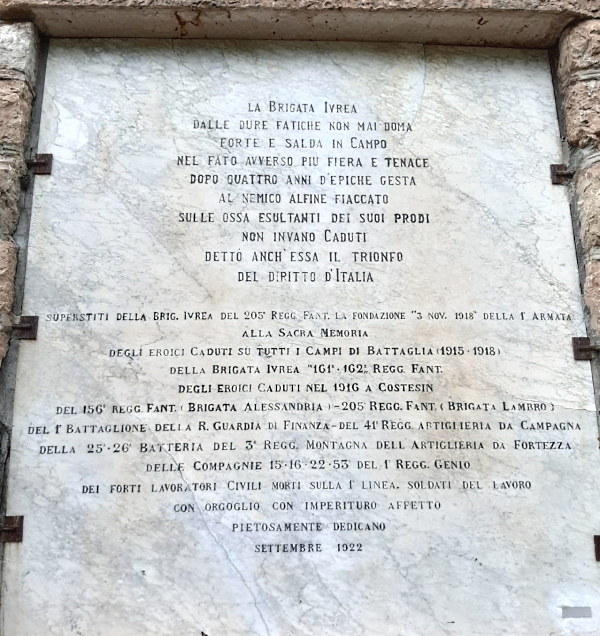 LA BRIGATA IVREA
DALLE DURE FATICHE NON MAI DOMA
FORTE E SALDA IN CAMPO
NEL FATO AVVERSO PIU FIERA E TENACE
DOPO QUATTRO ANNI D'EPICHE GESTA
AL NEMICO ALFINE FIACCATO
SULLE OSSA ESULTANTI DEI SUOI PRODI
NON INVANO CADUTI
DETTÒ ANCH'ESSA IL TRIONFO
DEL DIRITTO D'ITALIA
SUPERSTITI DELLA BRIG. IVREA DEL 205° REGG. FANT. LA FONDAZIONE "3 NOV. 1918" DELLA 1ª ARMATA
ALLA SACRA MEMORIA
DEGLI EROICI CADUTI SU TUTTI I CAMPI DI BATTAGLIA (1915-1918)
DELLA BRIGATA IVREA "161°-162° REGG. FANT.
DEGLI EROICI CADUTI NEL 1916 A COSTESIN
DEL 156° REGG. FANT. (BRIGATA ALESSANDRIA)-205 REGG. FANT. (BRIGATA LAMBRO)
DEL 1° BATTAGLIONE DELLA R. GUARDIA DI FINANZA-DEL 41° REGG. ARTIGLIERIA DA CAMPAGNA
DELLA 25ª-26ª BATTERIA DEL 3° REGG. MONTAGNA DELL ARTIGLIERIA DA FORTEZZA
DELLE COMPAGNIE 15-16-22-53 DEL 1° REGG. GENIO
DEI FORTI LAVORATORI CIVILI MORTI SULLA 1ª LINEA. SOLDATI DEL LAVORO
CON ORGOGLIO CON IMPERITURO AFFETTO
PIETOSAMENTE DEDICANO
SETTEMBRE 1922